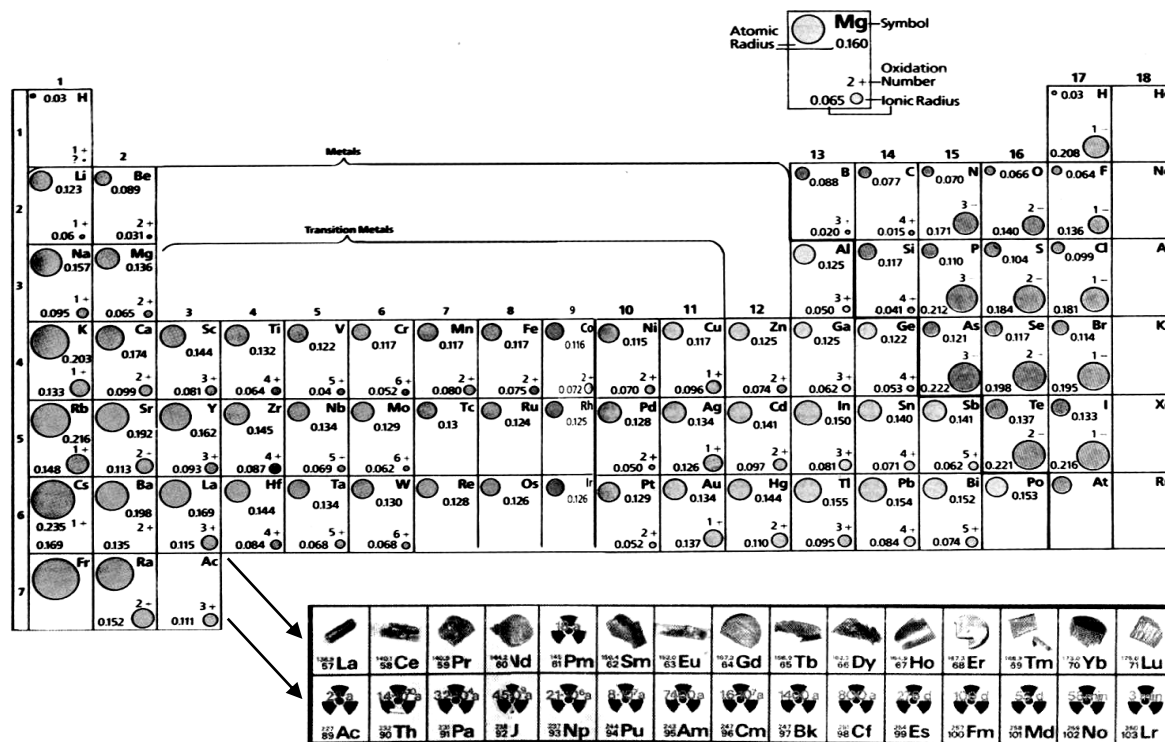 Mg Symbol
Atomic Radius 0.160
Oxidation Number 2 +
0.065 Ionic Radius
1 17 18
0.03 H 0.03 H
1 1 + ? 2 0.208 1 −
Metals
13 14 15 16
Li 0.123 Be 0.089 0.088 B 0.077 C 0.070 N 0.066 O 0.064 F
2 1 + 0.06 2 + 0.031 0.020 4 + 0.015 3 − 0.171 2 − 0.140 1 − 0.136
Transition Metals
Na 0.157 Mg 0.136 Al 0.125 Si 0.117 P 0.110 S 0.104 Cl 0.099
3 1 + 0.095 2 + 0.065 3 + 0.050 4 + 0.041 3 − 0.212 2 − 0.184 1 − 0.181
3 4 5 6 7 8 9 10 11 12
K 0.203 Ca 0.174 Sc 0.144 Ti 0.132 V 0.122 Cr 0.117 Mn 0.117 Fe 0.117 Co 0.116 Ni 0.115 Cu 0.117 Zn 0.125 Ga 0.125 Ge 0.122 As 0.121 Se 0.117 Br 0.114 K
4 1 + 0.133 2 + 0.099 3 + 0.081 4 + 0.064 5 + 0.04 6 + 0.052 2 + 0.080 2 + 0.075 2 + 0.072 2 + 0.070 1 + 0.096 2 + 0.074 3 + 0.062 4 + 0.053 3 − 0.222 2 − 0.198 1 − 0.195
Rb 0.216 Sr 0.192 Y 0.162 Zr 0.145 Nb 0.134 Mo 0.129 Tc 0.13 Ru 0.124 Rh 0.125 Pd 0.128 Ag 0.134 Cd 0.141 In 0.150 Sn 0.140 Sb 0.141 Te 0.137 I 0.133
5 1 + 0.148 2 − 0.113 3 + 0.093 4 + 0.087 5 − 0.069 6 + 0.062 2 + 0.050 1 + 0.126 2 + 0.097 3 + 0.081 4 + 0.071 5 + 0.062 2 − 0.221 1 − 0.216
Cs 0.235 Ba 0.198 La 0.169 Hf 0.144 Ta 0.134 W 0.130 Re 0.128 Os 0.126 Ir 0.126 Pt 0.129 Au 0.134 Hg 0.144 Tl 0.155 Pb 0.154 Bi 0.152 Po 0.153 At
6 1 + 0.169 2 + 0.135 3 + 0.115 4 + 0.084 5 + 0.068 6 + 0.068 2 + 0.052 1 + 0.137 2 + 0.110 3 + 0.095 4 + 0.084 5 + 0.074
Fr Ra Ac
7 2 + 0.152 3 + 0.111
57 La 58 Ce 59 Pr 60 Nd 61 Pm 62 Sm 63 Eu 64 Gd 65 Tb 66 Dy 67 Ho 68 Er 69 Tm 70 Yb 71 Lu
89 Ac 90 Th 91 Pa 93 Np 94 Pu 95 Am 96 Cm 97 Bk 98 Cf 99 Es 100 Fm 101 Md 102 No 103 Lr